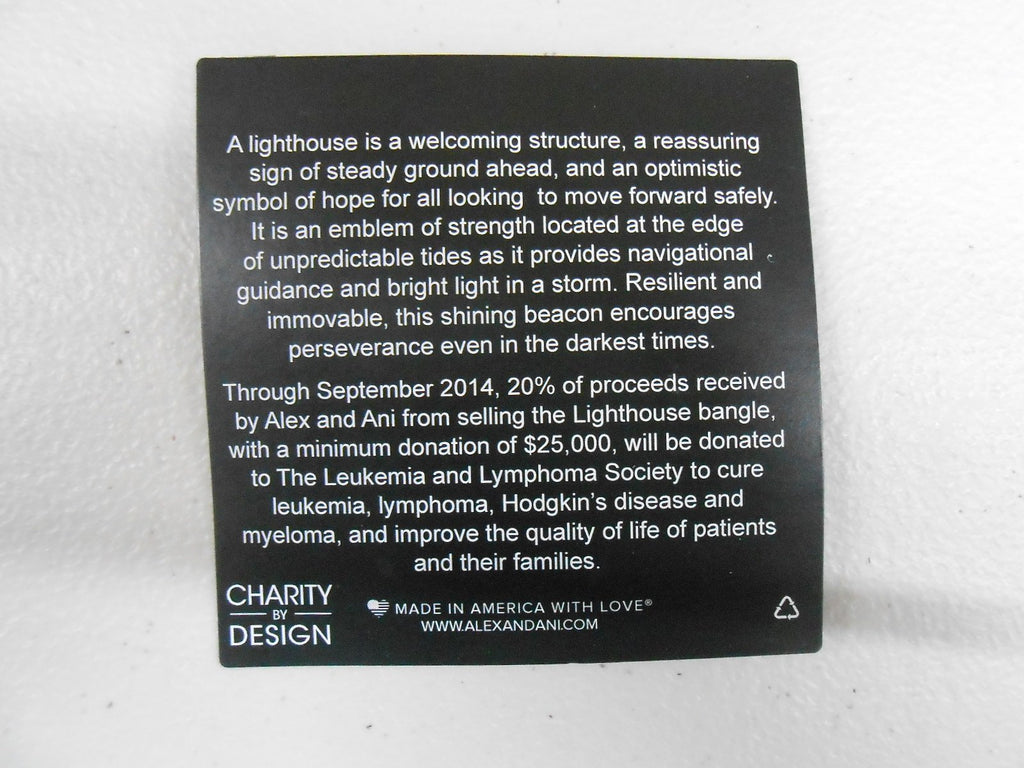 A lighthouse is a welcoming structure, a reassuring
sign of steady ground ahead, and an optimistic
symbol of hope for all looking  to move forward safely.
It is an emblem of strength located at the edge
of unpredictable tides as it provides navigational
guidance and bright light in a storm. Resilient and
immovable, this shining beacon encourages
perseverance even in the darkest times.
Through September 2014, 20% of proceeds received
by Alex and Ani from selling the Lighthouse bangle,
with a minimum donation of $25,000, will be donated
to The Leukemia and Lymphoma Society to cure
leukemia, lymphoma, Hodgkin's disease and
myeloma, and improve the quality of life of patients
and their families.
CHARITY
BY
DESIGN
MADE IN AMERICA WITH LOVE®
WWW.ALEXANDANI.COM